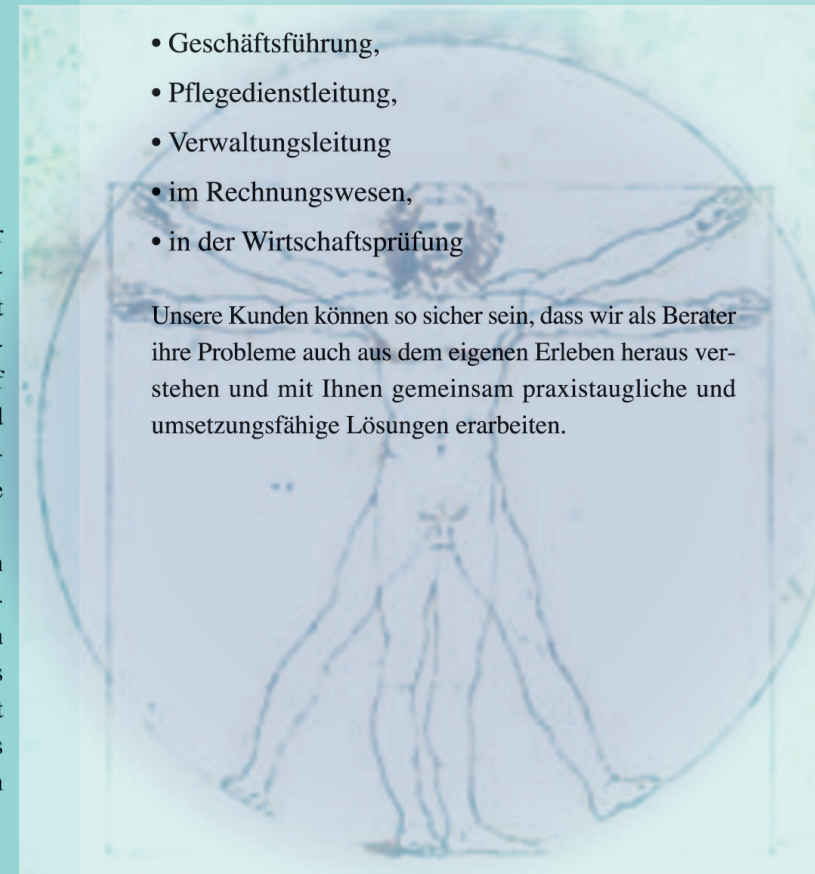 • Geschäftsführung,
• Pflegedienstleitung,
• Verwaltungsleitung
• im Rechnungswesen,
• in der Wirtschaftsprüfung
Unsere Kunden können so sicher sein, dass wir als Berater
ihre Probleme auch aus dem eigenen Erleben heraus ver-
stehen und mit Ihnen gemeinsam praxistaugliche und
umsetzungsfähige Lösungen erarbeiten.